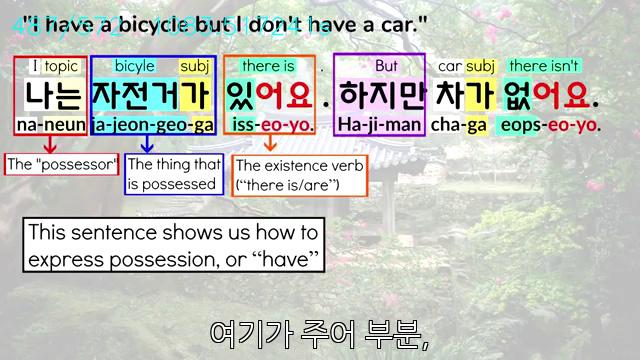 "I have a bicycle but I don't have a car."
I topic bicyle subj there is . But car subj there isn't
나는 자전거가 있어요. 하지만 차가 없어요.
na-neun ja-jeon-geo-ga iss-eo-yo. Ha-ji-man cha-ga eops-eo-yo.
The "possessor"
The thing that
is possessed
The existence verb
("there is/are")
This sentence shows us how to
express possession, or "have"
여기가 주어 부분,